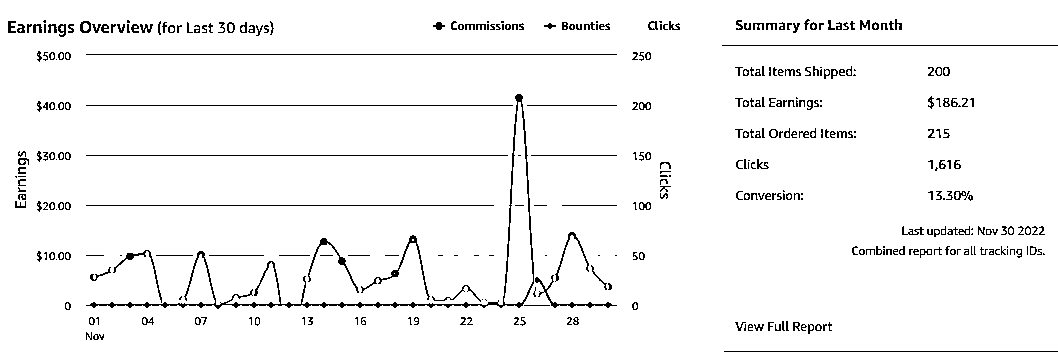 Earnings Overview (for Last 30 days)
Commissions
Bounties
Clicks
$50.00
$40.00
$30.00
$20.00
$10.00
0
Earnings
250
200
150
100
50
0
Clicks
01 04 07 10 13 16 19 22 25 28
Nov
Summary for Last Month
Total Items Shipped: 200
Total Earnings: $186.21
Total Ordered Items: 215
Clicks 1,616
Conversion: 13.30%
Last updated: Nov 30 2022
Combined report for all tracking IDs.
View Full Report